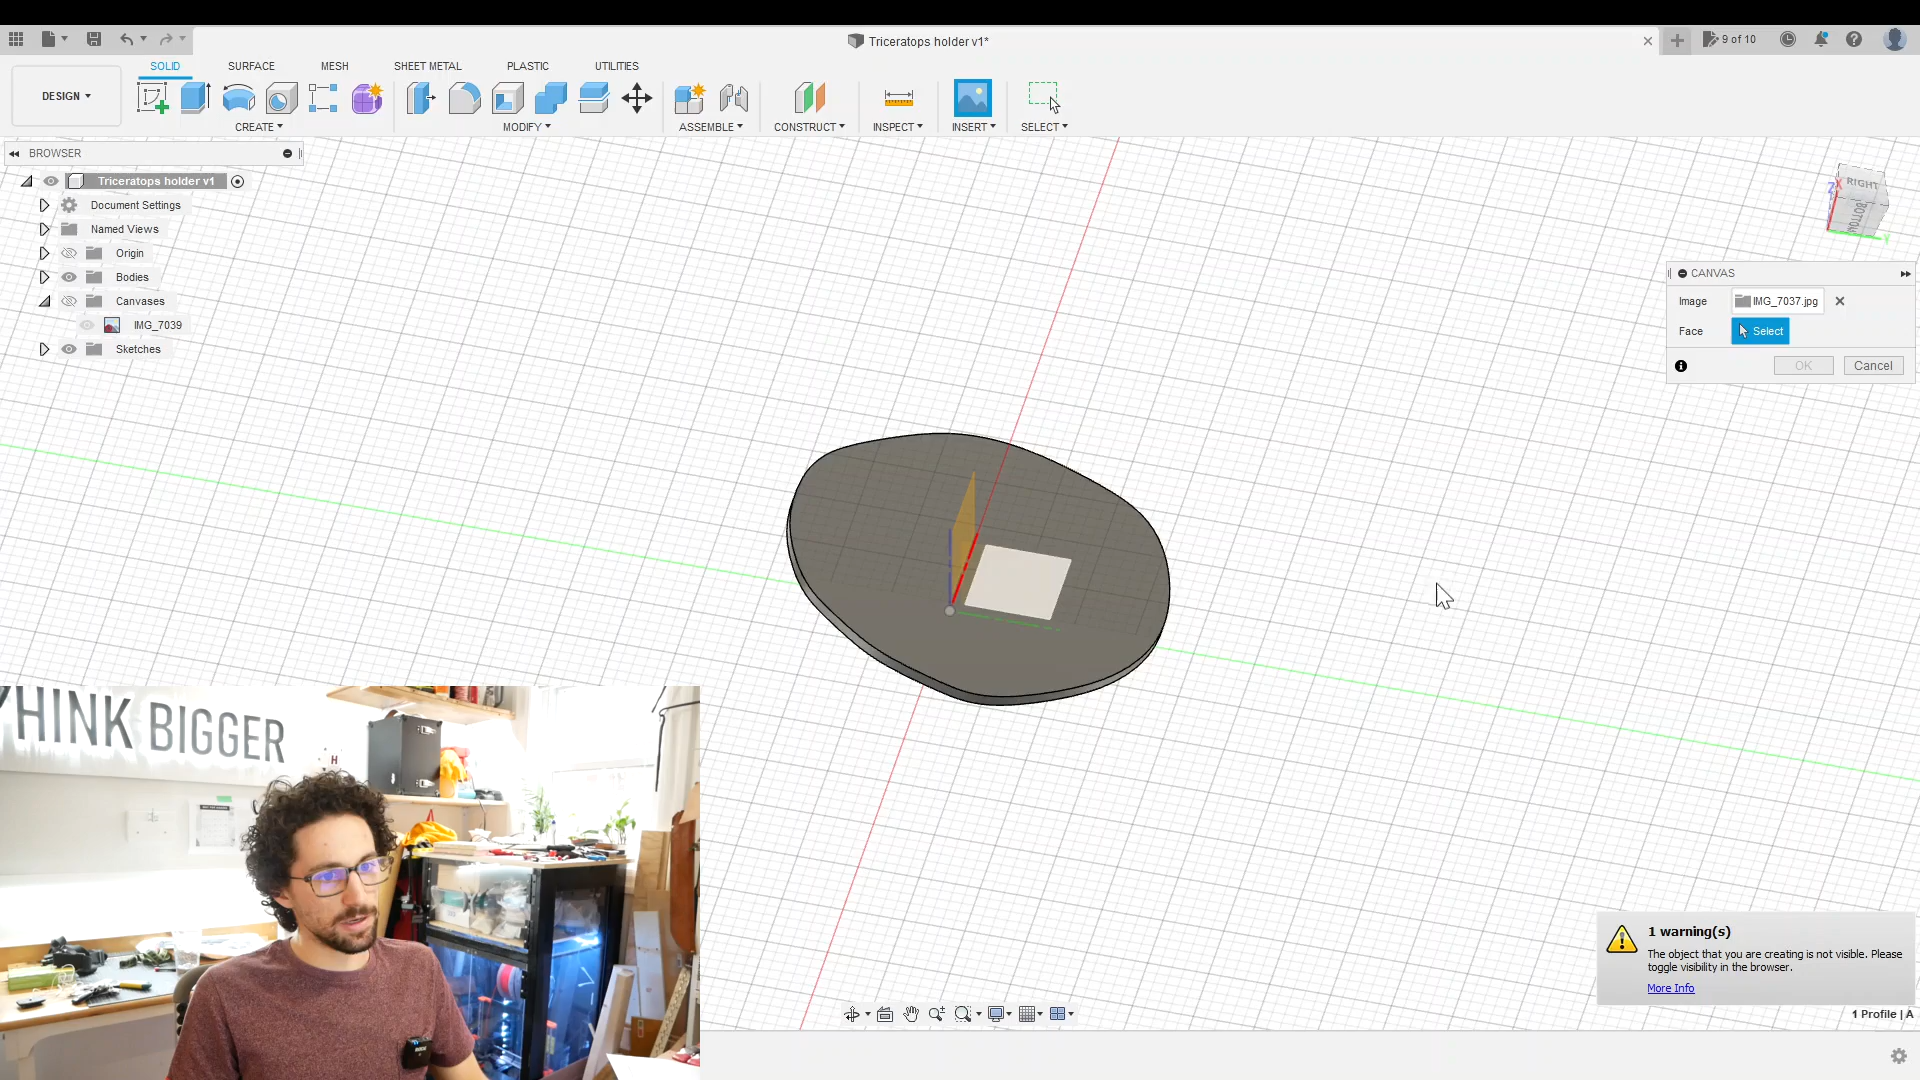 Triceratops holder v1*
9 of 10
DESIGN
SOLID
SURFACE
MESH
SHEET METAL
PLASTIC
UTILITIES
CREATE
MODIFY
ASSEMBLE
CONSTRUCT
INSPECT
INSERT
SELECT
BROWSER
Triceratops holder v1
Document Settings
Named Views
Origin
Bodies
Canvases
IMG_7039
Sketches
Z
X
RIGHT
BOTTOM
Y
CANVAS
Image
IMG_7037.jpg
Face
Select
OK
Cancel
HINK BIGGER
H
1 warning(s)
The object that you are creating is not visible. Please
toggle visibility in the browser.
More Info
1 Profile | A